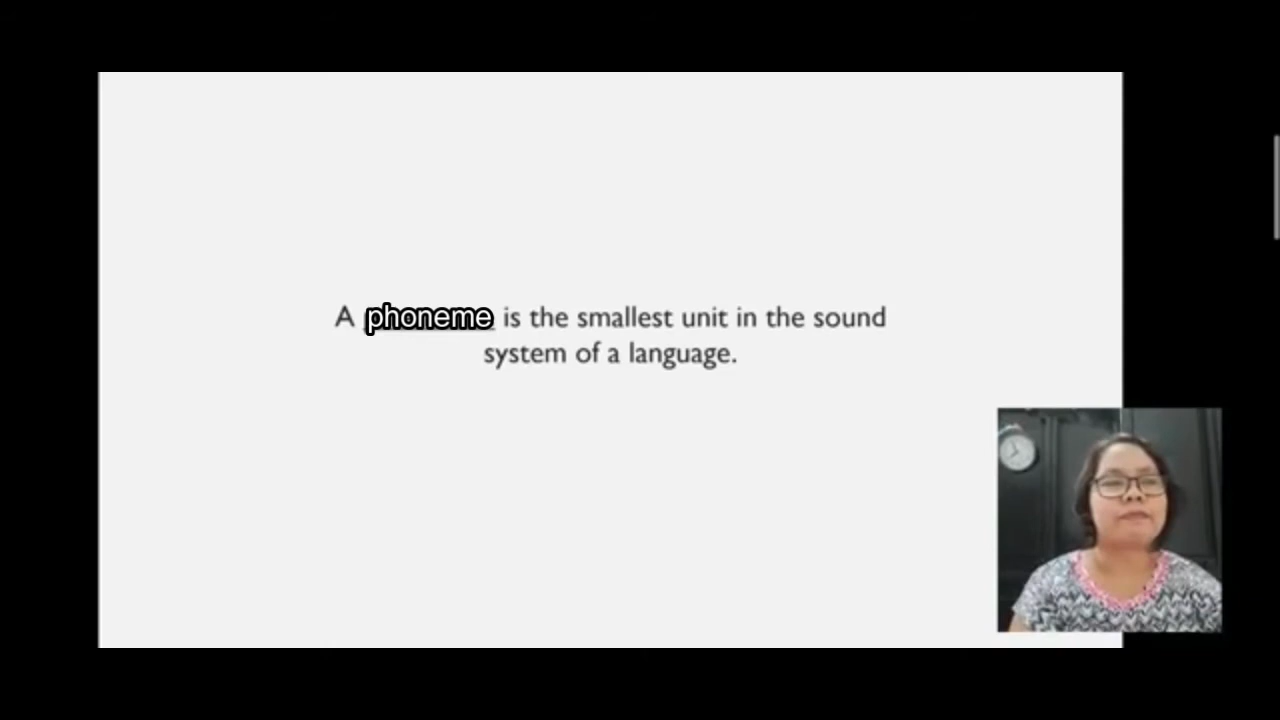 A phoneme is the smallest unit in the sound
system of a language.